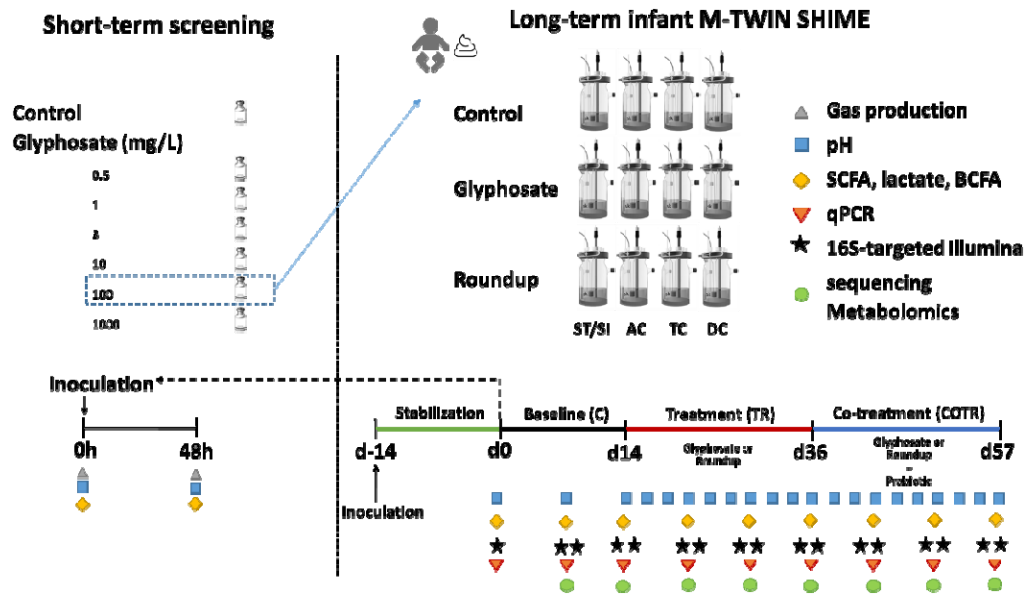 Short-term screening
Long-term infant M-TWIN SHIME
Control
Glyphosate (mg/L)
0.5
1
10
100
1000
Control
Glyphosate
Roundup
ST/SI AC TC DC
Gas production
pH
SCFA, lactate, BCFA
qPCR
16S-targeted Illumina
sequencing
Metabolomics
Inoculation
0h 48h
Stabilization Baseline (C) Treatment (TR) Co-treatment (COTR)
d-14 d0 d14 d36 d57
Glyphosate or
Roundup
Glyphosate or
Roundup
Prebiotic
Inoculation